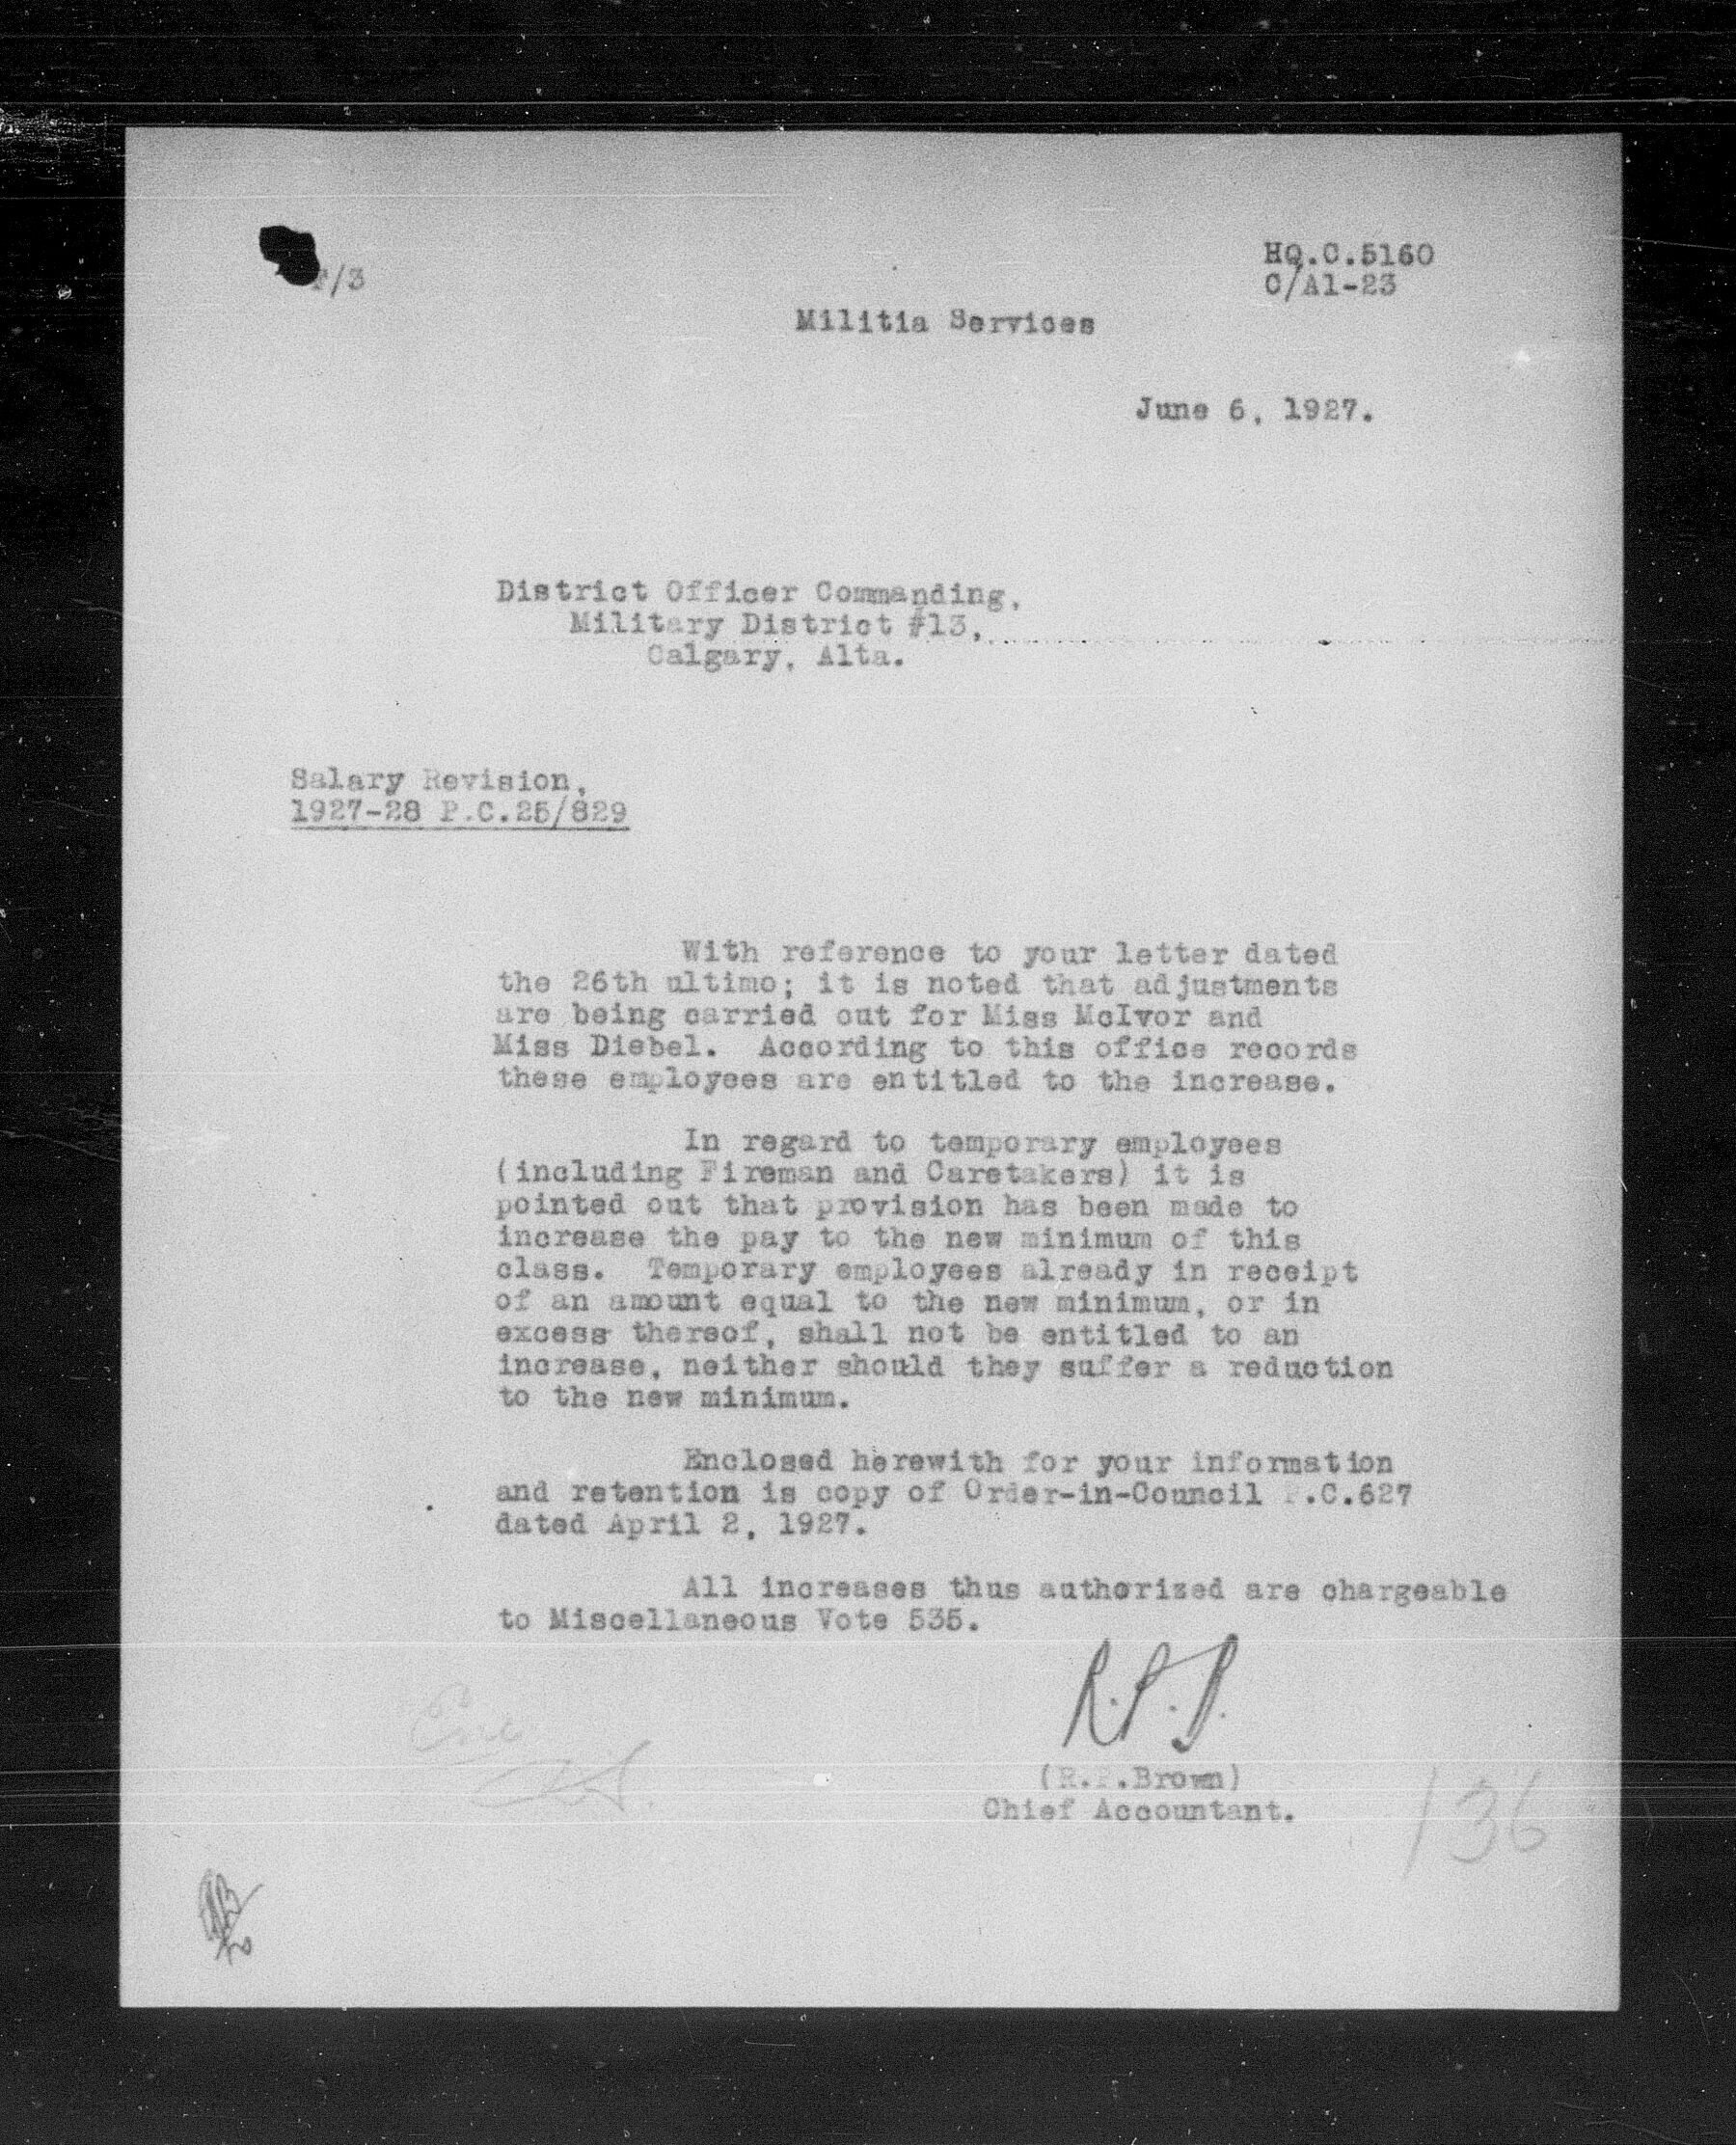 /3
HQ.C.5160
C/A1-23
Militia Services
June 6, 1927.
District Officer Commanding,
Military District #13,
Calgary, Alta.
Salary Revision,
1927-28 P.C.25/829
With reference to your letter dated
the 26th ultimo; it is noted that adjustments
are being carried out for Miss McIvor and
Miss Diebel. According to this office records
these employees are entitled to the increase.
In regard to temporary employees
(including Fireman and Caretakers) it is
pointed out that provision has been made to
increase the pay to the new minimum of this
class. Temporary employees already in receipt
of an amount equal to the new minimum, or in
excess thereof, shall not be entitled to an
increase, neither should they suffer a reduction
to the new minimum.
Enclosed herewith for your information
and retention is copy of Order-in-Council P.C.627
dated April 2, 1927.
All increases thus authorized are chargeable
to Miscellaneous Vote 535.
Enc
(R.P.Brown)
Chief Accountant.
136